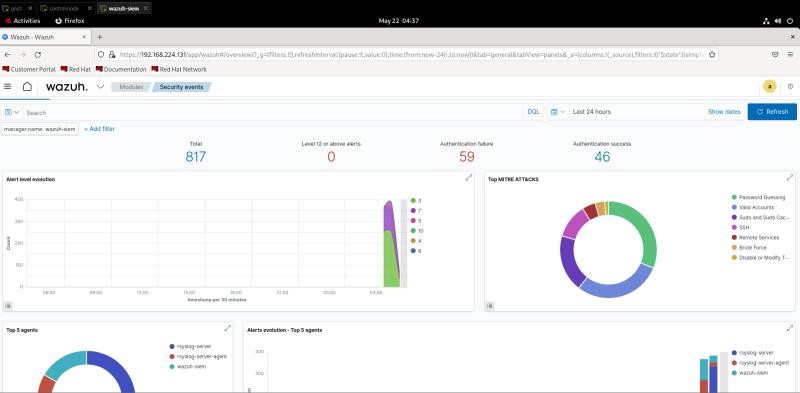 gns3 controlnode wazuh-siem
Activities Firefox May 22 04:37
Wazuh - Wazuh
https://192.168.224.131/app/wazuh#/overview/?_g=(filters:!(),refreshInterval:(pause:!t,value:0),time:(from:now-24h,to:now))&tab=general&tabView=panels&_a=(columns:!(_source),filters:!(('$state':(isImpl
Customer Portal Red Hat Documentation Red Hat Network
wazuh. Modules Security events a
Search DQL Last 24 hours Show dates Refresh
manager.name: wazuh-siem + Add filter
Total Level 12 or above alerts Authentication failure Authentication success
817 0 59 46
Alert level evolution
400
300
200
100
0
Count
06:00 09:00 12:00 15:00 18:00 21:00 00:00 03:00
timestamp per 30 minutes
3
7
5
10
4
8
Top MITRE ATT&CKS
Password Guessing
Valid Accounts
Sudo and Sudo Cac...
SSH
Remote Services
Brute Force
Disable or Modify T...
Top 5 agents
rsyslog-server
rsyslog-server-agent
wazuh-siem
Alerts evolution - Top 5 agents
300
rsyslog-server
rsyslog-server-agent
wazuh-siem